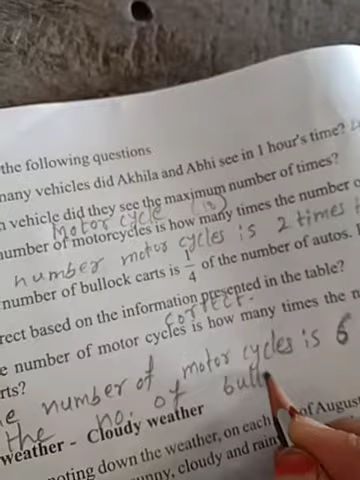 the following questions
many vehicles did Akhila and Abhi see in 1 hour's time?
vehicle did they see the maximum number of times?
Motor cycle (12)
number of motorcycles is how many times the number o
number motor cycles is 2 times
number of bullock carts is 1/4 of the number of autos.
rect based on the information presented in the table?
correct.
e number of motor cycles is how many times the n
rts?
e number of motor cycles is 6
the no. of bull
weather - Cloudy weather
noting down the weather, on each of August
nny, cloudy and rain